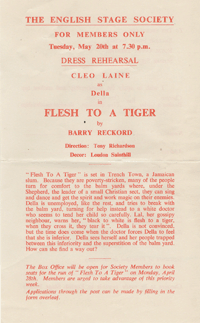 THE ENGLISH STAGE SOCIETY
FOR MEMBERS ONLY
Tuesday, May 20th at 7.30 p.m.
DRESS REHEARSAL
CLEO LAINE
as
Della
in
FLESH TO A TIGER
by
BARRY RECKORD
Direction: Tony Richardson
Decor: Loudon Sainthill
"Flesh To A Tiger" is set in Trench Town, a Jamaican
slum. Because they are poverty-stricken, many of the people
turn for comfort to the balm yards where, under the
Shepherd, the leader of a small Christian sect, they can sing
and dance and get the spirit and work magic on their enemies.
Della is unemployed, like the rest, and tries to break with
the balm yard, turning for help instead to a white doctor
who seems to tend her child so carefully. Lal, her gossipy
neighbour, warns her, "Black to white is flesh to a tiger,
when they cross it, they tear it". Della is not convinced,
but the time does come when the doctor forces Della to feel
that she is inferior. Della sees herself and her people trapped
between this inferiority and the superstition of the balm yard.
How can she find a way out?
The Box Office will be open for Society Members to book
seats for the run of "Flesh To A Tiger" on Monday, April
28th. Members are urged to take advantage of this priority
week.
Applications through the post can be made by filling in the
form overleaf.